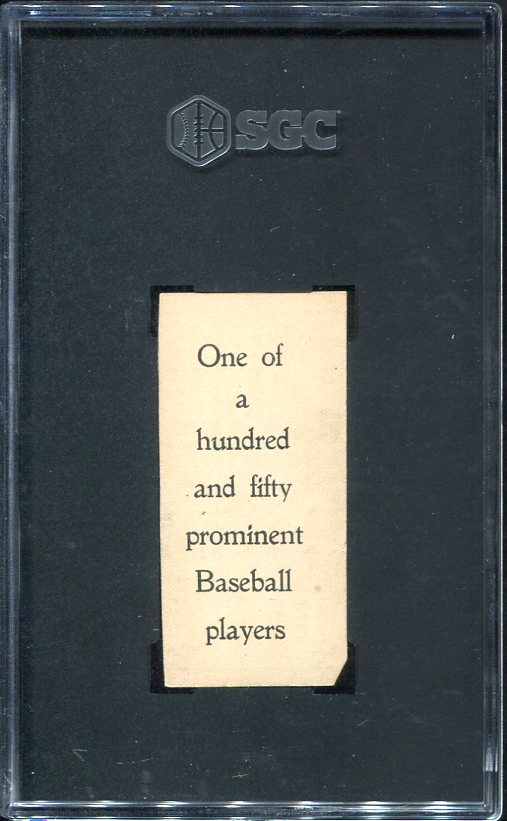 SGC
One of
a
hundred
and fifty
prominent
Baseball
players